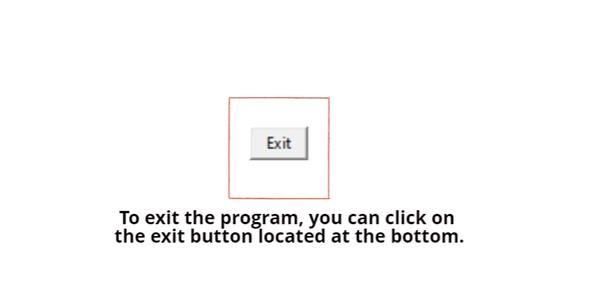 Exit
To exit the program, you can click on
the exit button located at the bottom.